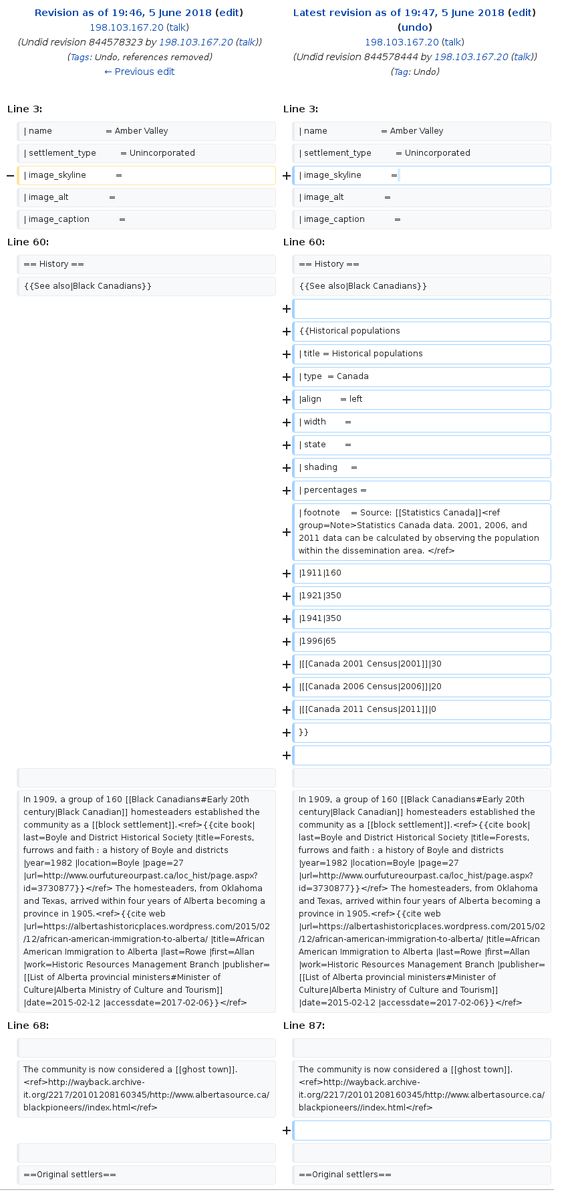 Revision as of 19:46, 5 June 2018 (edit)
198.103.167.20 (talk)
(Undid revision 844578323 by 198.103.167.20 (talk))
(Tags: Undo, references removed)
← Previous edit
Latest revision as of 19:47, 5 June 2018 (edit)
(undo)
198.103.167.20 (talk)
(Undid revision 844578444 by 198.103.167.20 (talk))
(Tag: Undo)
Line 3:
Line 3:
| name = Amber Valley
| name = Amber Valley
| settlement_type = Unincorporated
| settlement_type = Unincorporated
− | image_skyline =
+ | image_skyline =
| image_alt =
| image_alt =
| image_caption =
| image_caption =
Line 60:
Line 60:
== History ==
== History ==
{{See also|Black Canadians}}
{{See also|Black Canadians}}
+
+ {{Historical populations
+ | title = Historical populations
+ | type = Canada
+ |align = left
+ | width =
+ | state =
+ | shading =
+ | percentages =
+ | footnote = Source: [[Statistics Canada]]<ref
group=Note>Statistics Canada data. 2001, 2006, and
2011 data can be calculated by observing the population
within the dissemination area. </ref>
+ |1911|160
+ |1921|350
+ |1941|350
+ |1996|65
+ |[[Canada 2001 Census|2001]]|30
+ |[[Canada 2006 Census|2006]]|20
+ |[[Canada 2011 Census|2011]]|0
+ }}
+
In 1909, a group of 160 [[Black Canadians#Early 20th
century|Black Canadian]] homesteaders established the
community as a [[block settlement]].<ref>{{cite book|
last=Boyle and District Historical Society |title=Forests,
furrows and faith : a history of Boyle and districts
|year=1982 |location=Boyle |page=27
|url=http://www.ourfutureourpast.ca/loc_hist/page.aspx?
id=3730877}}</ref> The homesteaders, from Oklahoma
and Texas, arrived within four years of Alberta becoming a
province in 1905.<ref>{{cite web
|url=https://albertashistoricplaces.wordpress.com/2015/02
/12/african-american-immigration-to-alberta/ |title=African
American Immigration to Alberta |last=Rowe |first=Allan
|work=Historic Resources Management Branch |publisher=
[[List of Alberta provincial ministers#Minister of
Culture|Alberta Ministry of Culture and Tourism]]
|date=2015-02-12 |accessdate=2017-02-06}}</ref>
In 1909, a group of 160 [[Black Canadians#Early 20th
century|Black Canadian]] homesteaders established the
community as a [[block settlement]].<ref>{{cite book|
last=Boyle and District Historical Society |title=Forests,
furrows and faith : a history of Boyle and districts
|year=1982 |location=Boyle |page=27
|url=http://www.ourfutureourpast.ca/loc_hist/page.aspx?
id=3730877}}</ref> The homesteaders, from Oklahoma
and Texas, arrived within four years of Alberta becoming a
province in 1905.<ref>{{cite web
|url=https://albertashistoricplaces.wordpress.com/2015/02
/12/african-american-immigration-to-alberta/ |title=African
American Immigration to Alberta |last=Rowe |first=Allan
|work=Historic Resources Management Branch |publisher=
[[List of Alberta provincial ministers#Minister of
Culture|Alberta Ministry of Culture and Tourism]]
|date=2015-02-12 |accessdate=2017-02-06}}</ref>
Line 68:
Line 87:
The community is now considered a [[ghost town]].
<ref>http://wayback.archive-
it.org/2217/20101208160345/http://www.albertasource.ca/
blackpioneers//index.html</ref>
The community is now considered a [[ghost town]].
<ref>http://wayback.archive-
it.org/2217/20101208160345/http://www.albertasource.ca/
blackpioneers//index.html</ref>
+
==Original settlers==
==Original settlers==